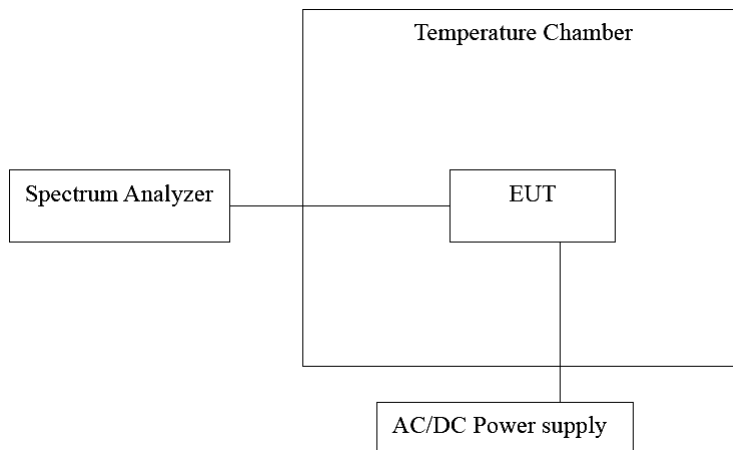 Temperature Chamber
Spectrum Analyzer
EUT
AC/DC Power supply